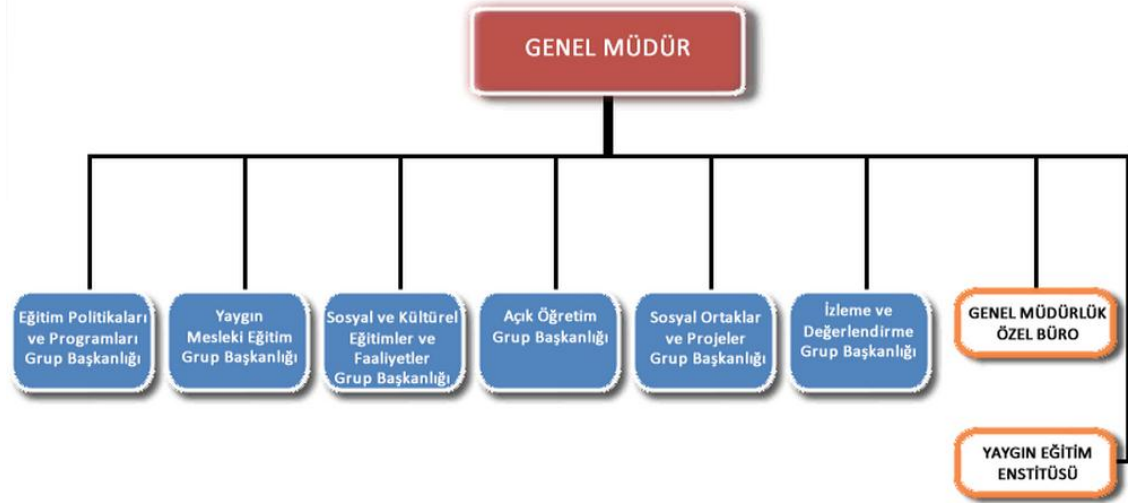 GENEL MÜDÜR
Eğitim Politikaları
ve Programları
Grup Başkanlığı
Yaygın
Mesleki Eğitim
Grup Başkanlığı
Sosyal ve Kültürel
Eğitimler ve
Faaliyetler
Grup Başkanlığı
Açık Öğretim
Grup Başkanlığı
Sosyal Ortaklar
ve Projeler
Grup Başkanlığı
İzleme ve
Değerlendirme
Grup Başkanlığı
GENEL MÜDÜRLÜK
ÖZEL BÜRO
YAYGIN EĞİTİM
ENSTİTÜSÜ